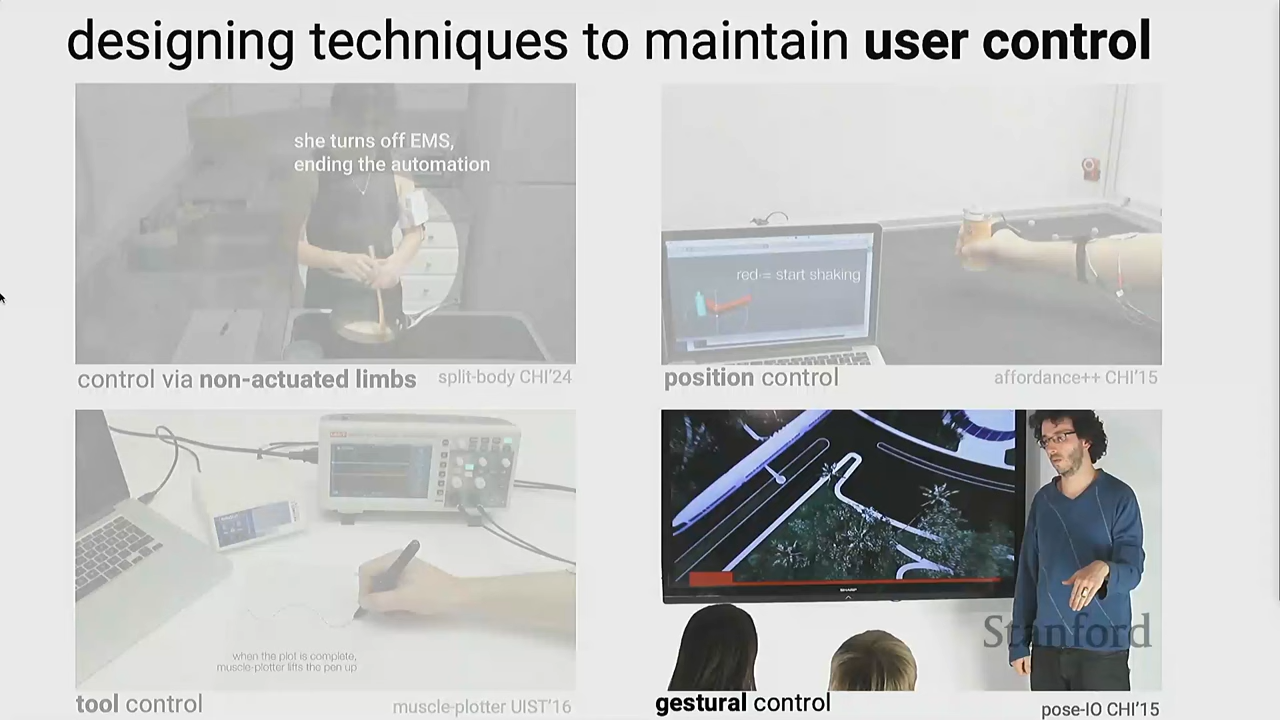 designing techniques to maintain user control
she turns off EMS,
ending the automation
control via non-actuated limbs
split-body CHI'24
red = start shaking
position control
affordance++ CHI'15
when the plot is complete,
muscle-plotter lifts the pen up
tool control
muscle-plotter UIST'16
SHARP
Stanford
gestural control
pose-IO CHI'15